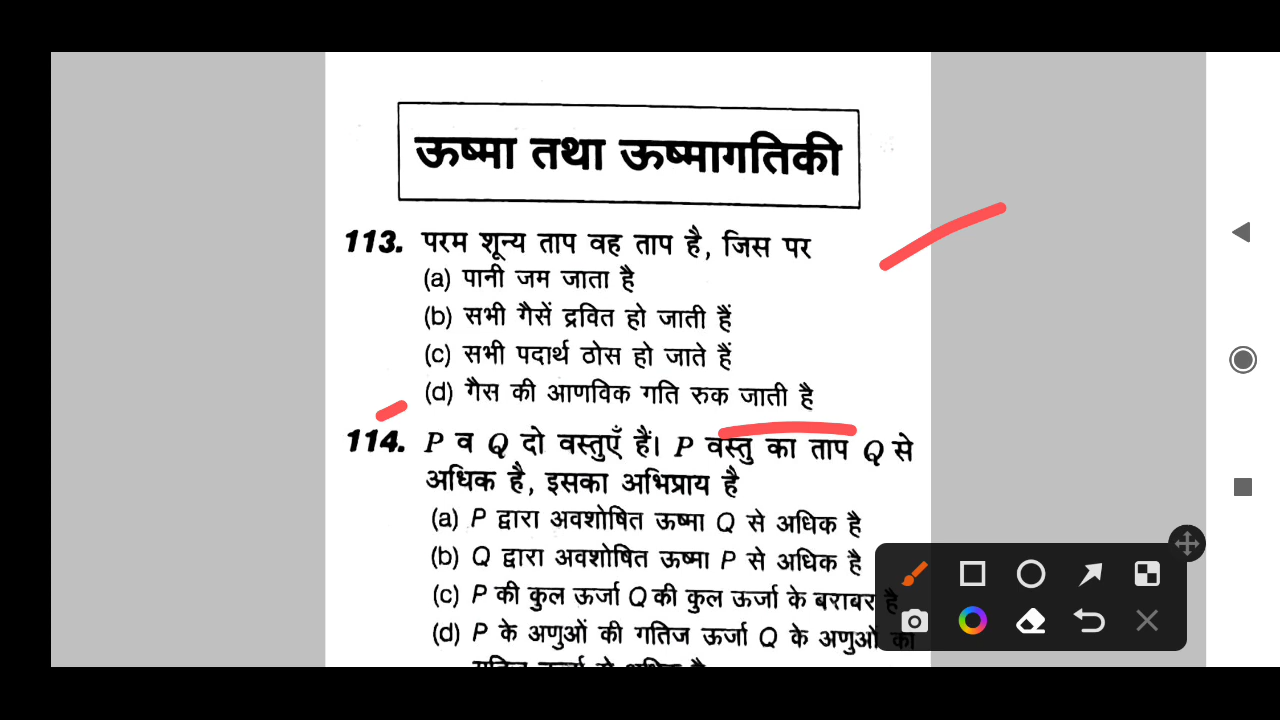 ऊष्मा तथा ऊष्मागतिकी
113. परम शून्य ताप वह ताप है, जिस पर
(a) पानी जम जाता है
(b) सभी गैसें द्रवित हो जाती हैं
(c) सभी पदार्थ ठोस हो जाते हैं
(d) गैस की आणविक गति रुक जाती है
114. P व Q दो वस्तुएँ हैं। P वस्तु का ताप Q से
अधिक है, इसका अभिप्राय है
(a) P द्वारा अवशोषित ऊष्मा Q से अधिक है
(b) Q द्वारा अवशोषित ऊष्मा P से अधिक है
(c) P की कुल ऊर्जा Q की कुल ऊर्जा के बराबर है
(d) P के अणुओं की गतिज ऊर्जा Q के अणुओं की